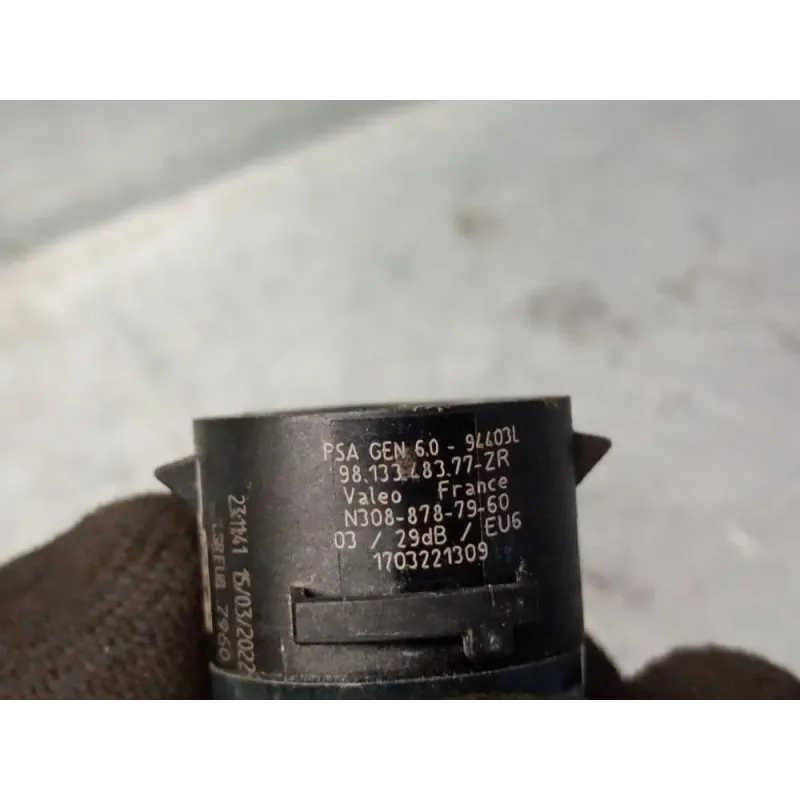 PSA GEN 6.0 - 94403L
98.133.483.77-ZR
Valeo France
N308-878-79-60
03 / 29dB / EU6
1703221309
231141 15/03/2022
7960